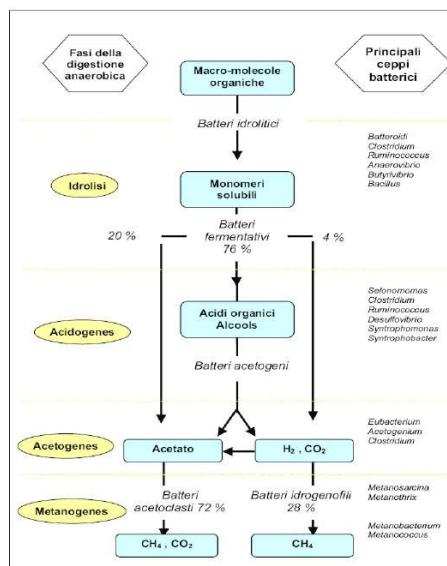 Fasi della
digestione
anaerobica
Principali
ceppi
batterici
Macro-molecole
organiche
Batteri idrolitici
Batteroidi
Clostridium
Ruminococcus
Anaerovibrio
Butyrivibrio
Bacillus
Idrolisi
Monomeri
solubili
20 %
Batteri
fermentativi
76 %
4 %
Acidogenes
Acidi organici
Alcools
Selonomomas
Clostridium
Ruminococcus
Desulfovibrio
Syntrophomonas
Syntrophobacter
Batteri acetogeni
Eubacterium
Acetogenium
Clostridium
Acetogenes
Acetato
H₂ , CO₂
Batteri
acetoclasti 72 %
Batteri idrogenofili
28 %
Metanosarcina
Metanothrix
Metanogenes
Metanobacterium
Metanococcus
CH₄ , CO₂
CH₄